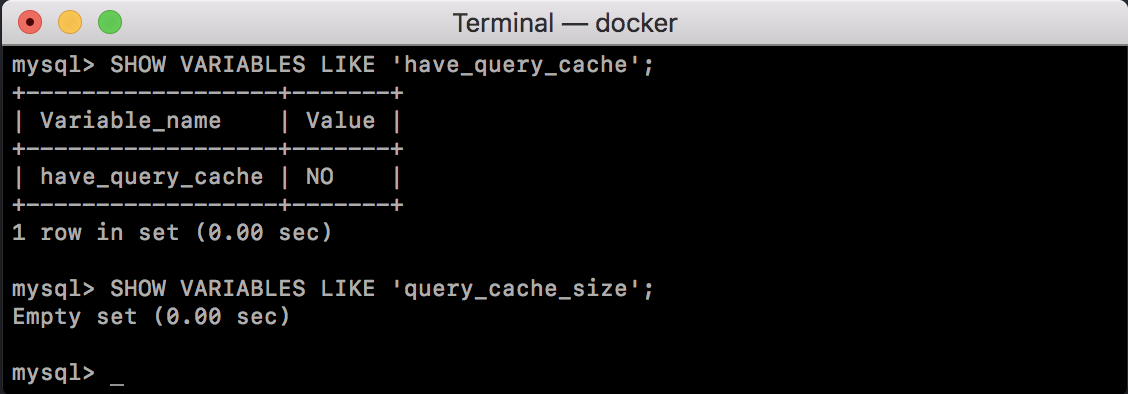 Terminal — docker
mysql> SHOW VARIABLES LIKE 'have_query_cache';
+------------------+-------+
| Variable_name    | Value |
+------------------+-------+
| have_query_cache | NO    |
+------------------+-------+
1 row in set (0.00 sec)
mysql> SHOW VARIABLES LIKE 'query_cache_size';
Empty set (0.00 sec)
mysql> _